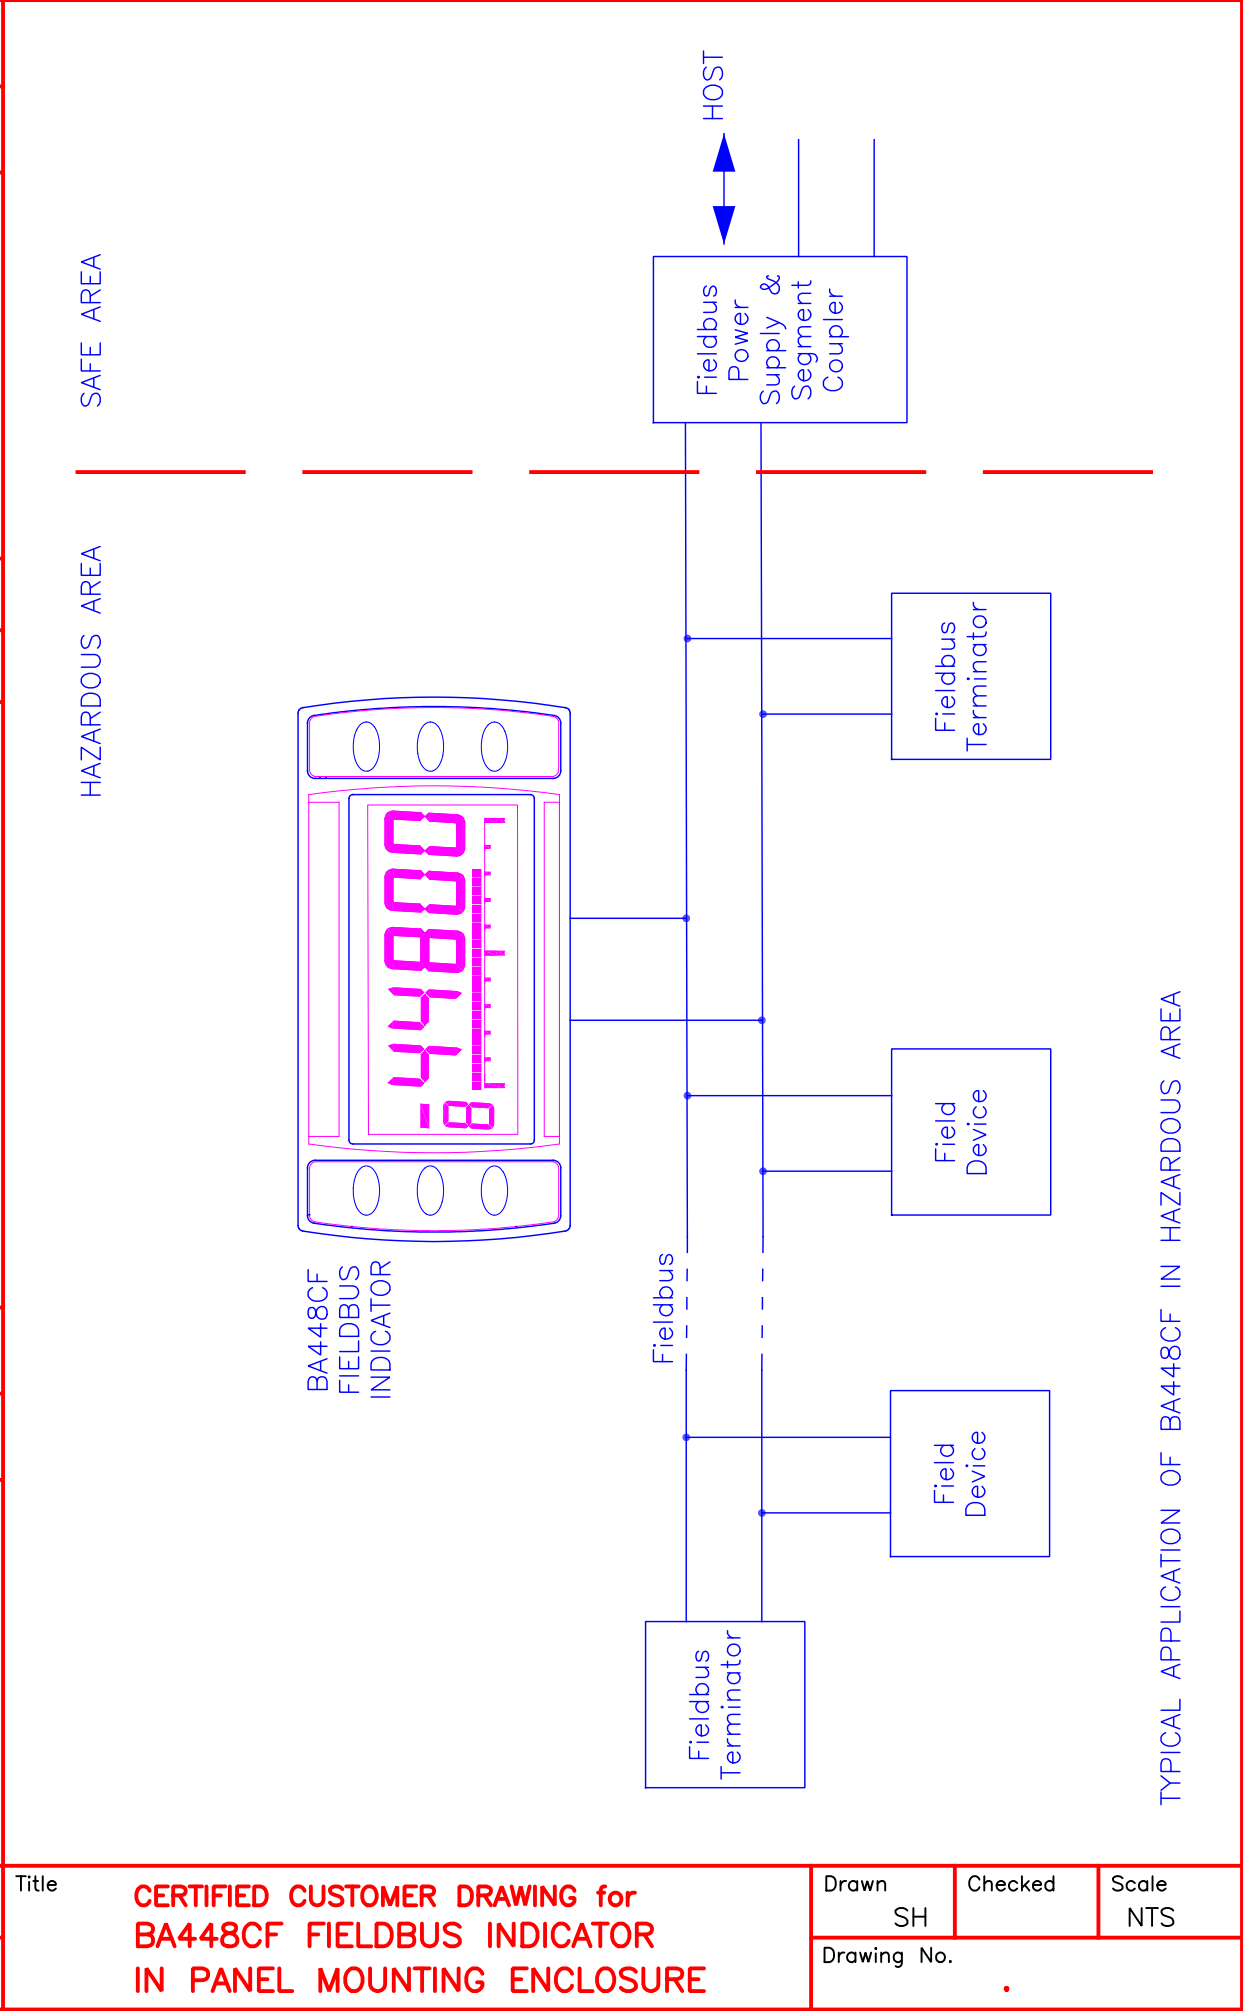 HAZARDOUS AREA
SAFE AREA
BA448CF
FIELDBUS
INDICATOR
-44800
8
Fieldbus
HOST
Fieldbus
Power
Supply &
Segment
Coupler
Fieldbus
Terminator
Field
Device
Field
Device
Fieldbus
Terminator
TYPICAL APPLICATION OF BA448CF IN HAZARDOUS AREA
Title
CERTIFIED CUSTOMER DRAWING for
BA448CF FIELDBUS INDICATOR
IN PANEL MOUNTING ENCLOSURE
Drawn
SH
Checked
Scale
NTS
Drawing No.
.